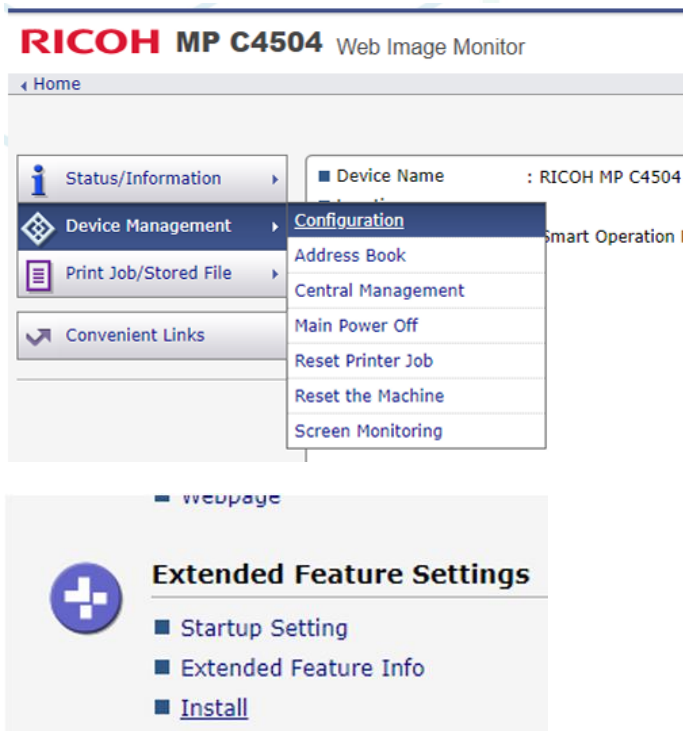 RICOH MP C4504 Web Image Monitor
Home
Status/Information
Device Name : RICOH MP C4504
Device Management
Configuration
Smart Operation
Address Book
Print Job/Stored File
Central Management
Main Power Off
Convenient Links
Reset Printer Job
Reset the Machine
Screen Monitoring
Webpage
Extended Feature Settings
Startup Setting
Extended Feature Info
Install